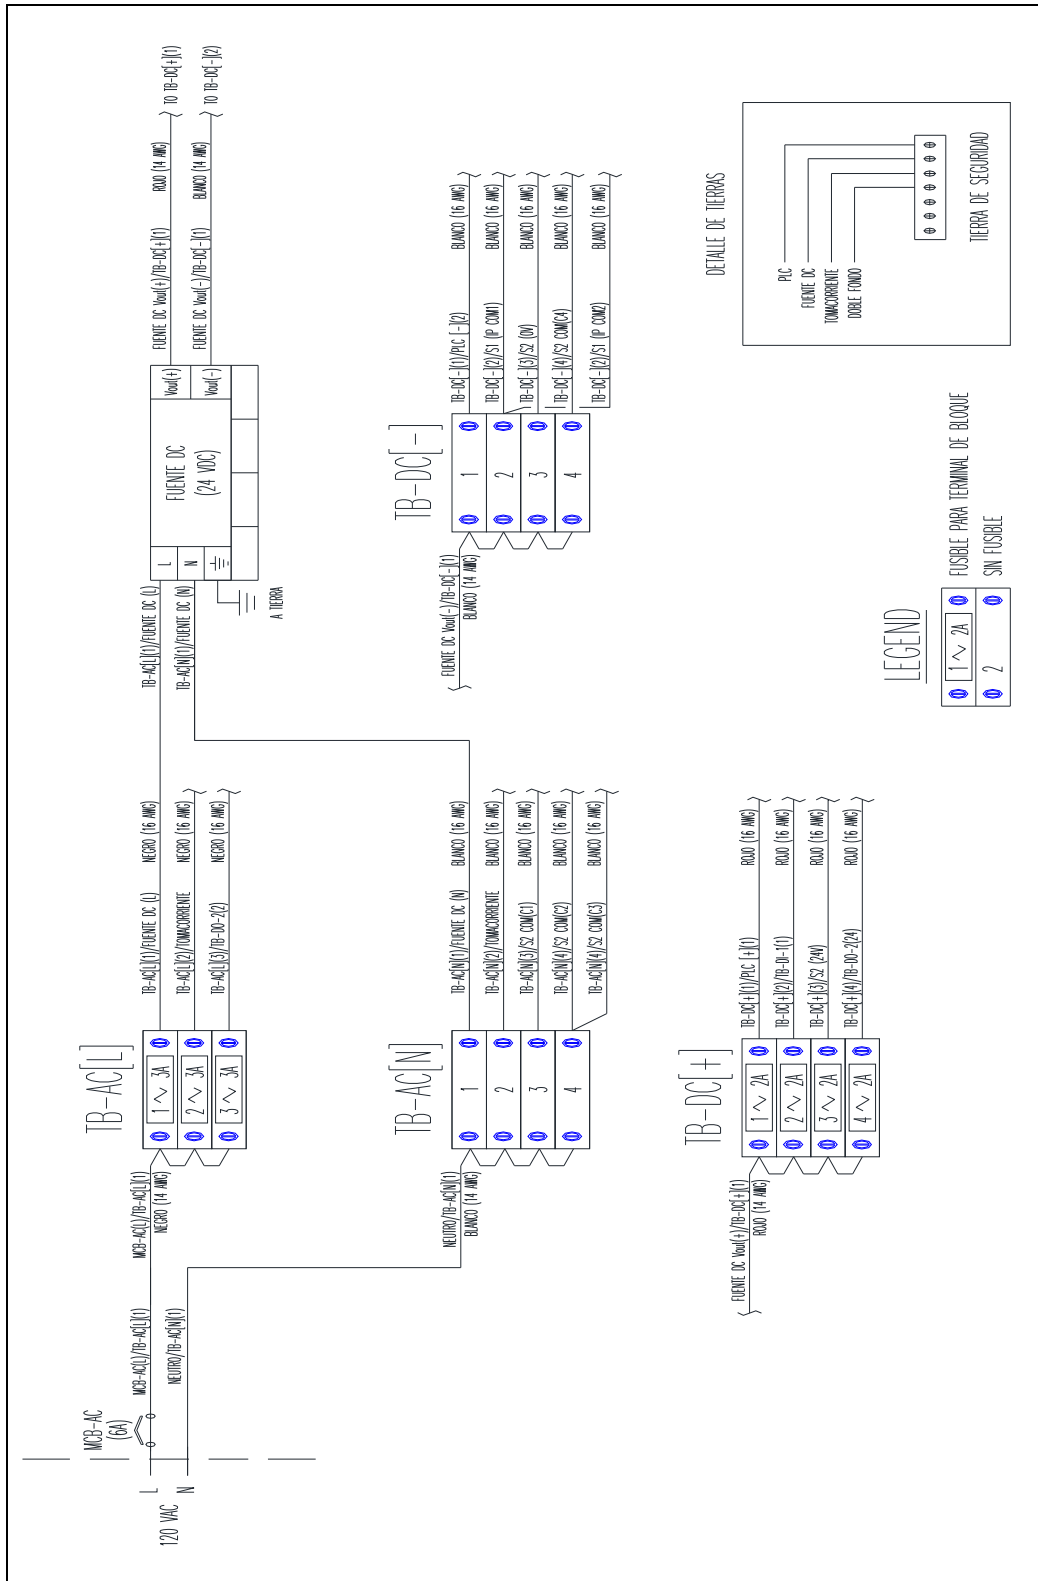 120 VAC
L
N
MCB-AC
(6A)
MCB-AC(L)/TB-AC[L](1)
NEUTRO/TB-AC[N](1)
MCB-AC(L)/TB-AC[L](1)
NEGRO (14 AWG)
TB-AC[L]
1 3A
2 3A
3 3A
TB-AC[L](1)/FUENTE DC (L)
NEGRO (16 AWG)
TB-AC[L](2)/TOMACORRIENTE
NEGRO (16 AWG)
TB-AC[L](3)/TB-DO-2(2)
NEGRO (16 AWG)
TB-AC[L](1)/FUENTE DC (L)
TB-AC[N](1)/FUENTE DC (N)
L
N
A TIERRA
FUENTE DC
(24 VDC)
Vout(+)
Vout(-)
FUENTE DC Vout(+)/TB-DC[+](1)
ROJO (14 AWG)
TO TB-DC[+](1)
FUENTE DC Vout(-)/TB-DC[-](1)
BLANCO (14 AWG)
TO TB-DC[-](2)
NEUTRO/TB-AC[N](1)
BLANCO (14 AWG)
TB-AC[N]
1
2
3
4
TB-AC[N](1)/FUENTE DC (N)
BLANCO (16 AWG)
TB-AC[N](2)/TOMACORRIENTE
BLANCO (16 AWG)
TB-AC[N](3)/S2 COM(C1)
BLANCO (16 AWG)
TB-AC[N](4)/S2 COM(C2)
BLANCO (16 AWG)
TB-AC[N](4)/S2 COM(C3)
BLANCO (16 AWG)
FUENTE DC Vout(-)/TB-DC[-](1)
BLANCO (14 AWG)
TB-DC[-]
1
2
3
4
TB-DC[-](1)/PLC [-](2)
BLANCO (16 AWG)
TB-DC[-](2)/S1 (IP COM1)
BLANCO (16 AWG)
TB-DC[-](3)/S2 (0V)
BLANCO (16 AWG)
TB-DC[-](4)/S2 COM(C4)
BLANCO (16 AWG)
TB-DC[-](2)/S1 (IP COM2)
BLANCO (16 AWG)
FUENTE DC Vout(+)/TB-DC[+](1)
ROJO (14 AWG)
TB-DC[+]
1 2A
2 2A
3 2A
4 2A
TB-DC[+](1)/PLC [+](1)
ROJO (16 AWG)
TB-DC[+](2)/TB-DI-1(1)
ROJO (16 AWG)
TB-DC[+](3)/S2 (24V)
ROJO (16 AWG)
TB-DC[+](4)/TB-DO-2(24)
ROJO (16 AWG)
LEGEND
1 2A
FUSIBLE PARA TERMINAL DE BLOQUE
2
SIN FUSIBLE
DETALLE DE TIERRAS
PLC
FUENTE DC
TOMACORRIENTE
DOBLE FONDO
TIERRA DE SEGURIDAD